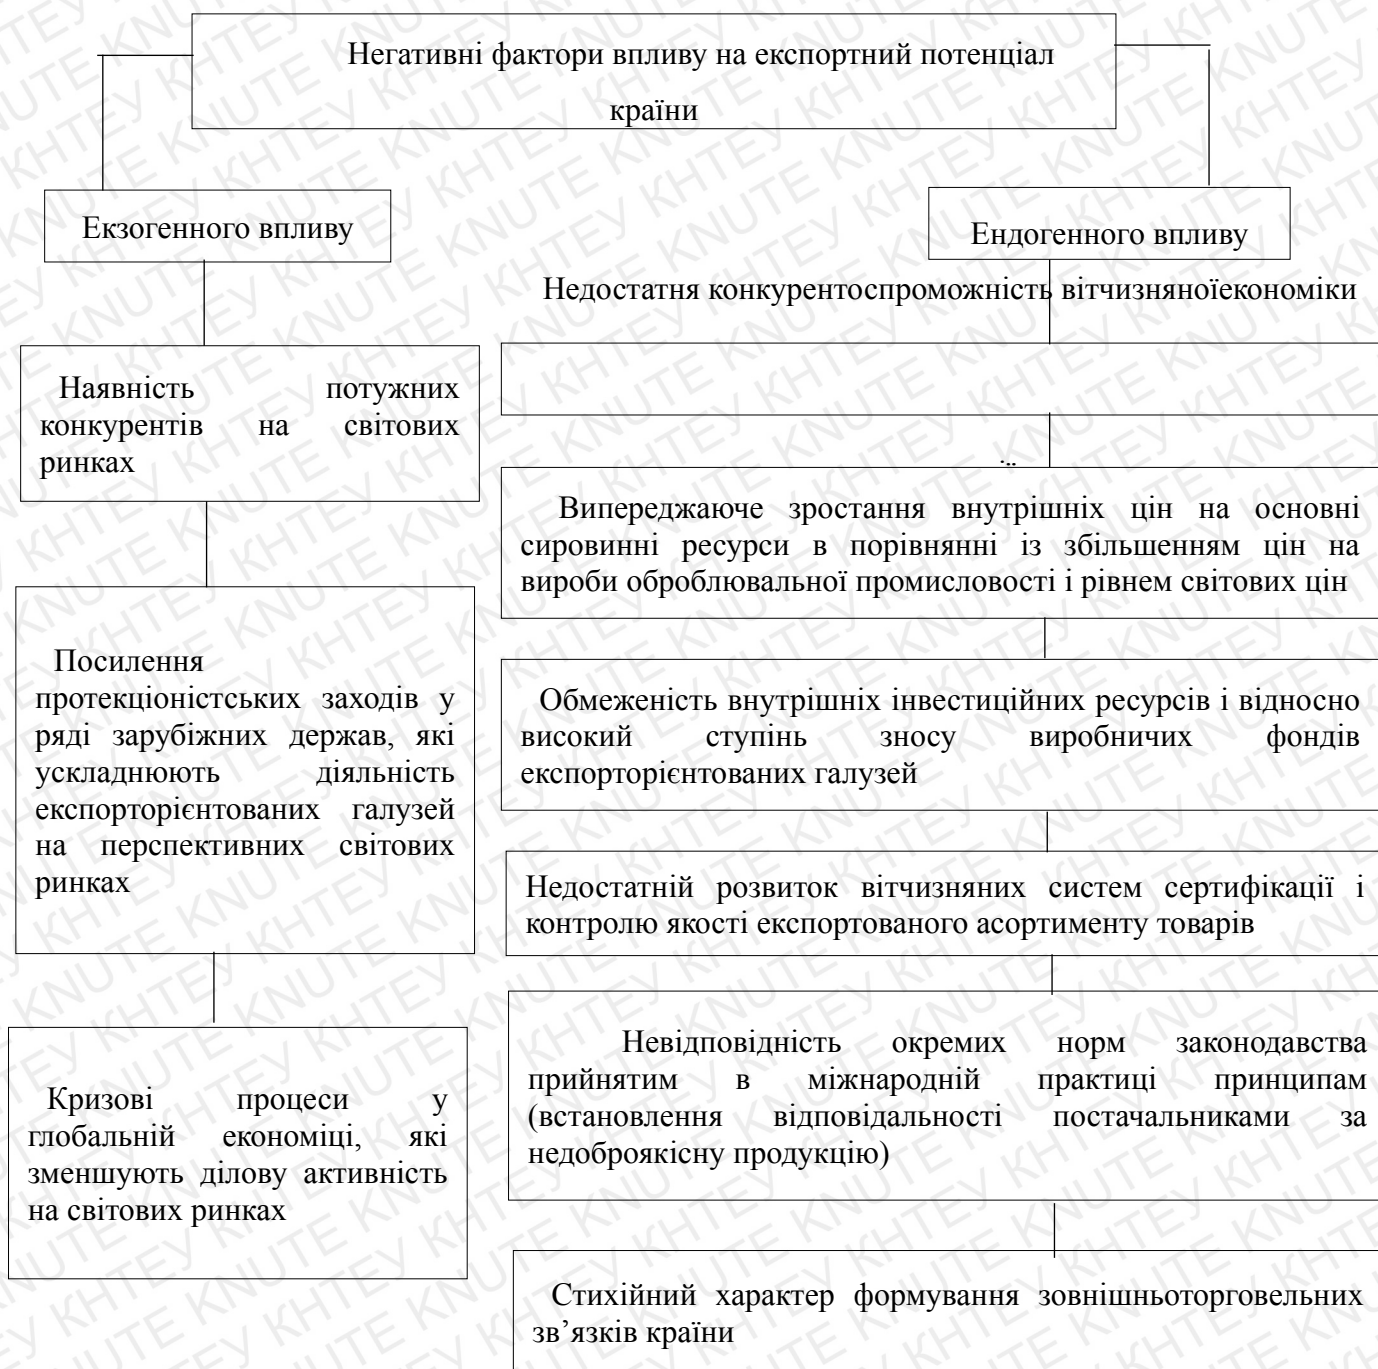 Негативні фактори впливу на експортний потенціал
країни
Екзогенного впливу
Наявність потужних
конкурентів на світових
ринках
Посилення
протекціоністських заходів у
ряді зарубіжних держав, які
ускладнюють діяльність
експорторієнтованих галузей
на перспективних світових
ринках
Кризові процеси у
глобальній економіці, які
зменшують ділову активність
на світових ринках
Ендогенного впливу
Недостатня конкурентоспроможність вітчизняноїекономіки
Випереджаюче зростання внутрішніх цін на основні
сировинні ресурси в порівнянні із збільшенням цін на
вироби оброблювальної промисловості і рівнем світових цін
Обмеженість внутрішніх інвестиційних ресурсів і відносно
високий ступінь зносу виробничих фондів
експорторієнтованих галузей
Недостатній розвиток вітчизняних систем сертифікації і
контролю якості експортованого асортименту товарів
Невідповідність окремих норм законодавства
прийнятим в міжнародній практиці принципам
(встановлення відповідальності постачальниками за
недоброякісну продукцію)
Стихійний характер формування зовнішньоторговельних
зв’язків країни